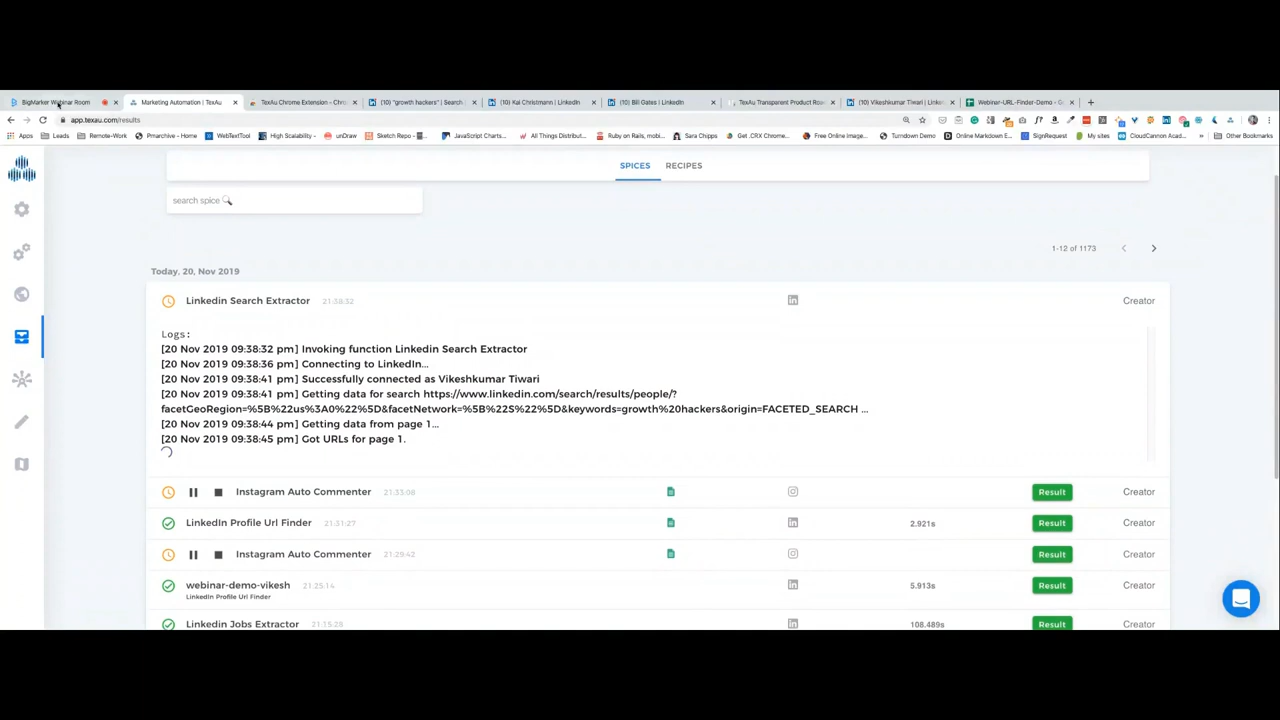 BigMarker Webinar Room
Marketing Automation | TexAu
TexAu Chrome Extension - Chro
(10) "growth hackers" | Search
(10) Kai Christmann | LinkedIn
(10) Bill Gates | LinkedIn
TexAu Transparent Product Roa
(10) Vikeshkumar Tiwari | Linke
Webinar-URL-Finder-Demo - G
app.texau.com/results
Apps
Leads
Remote-Work
Pmarchive - Home
WebTextTool
High Scalability -
unDraw
Sketch Repo -
JavaScript Charts...
All Things Distribut...
Ruby on Rails, mobi...
Sara Chipps
Get .CRX Chrome...
Free Online Image...
Turndown Demo
Online Markdown E...
SignRequest
My sites
CloudCannon Acad...
Other Bookmarks
SPICES RECIPES
search spice
1-12 of 1173
Today, 20, Nov 2019
Linkedin Search Extractor 21:38:32 Creator
Logs:
[20 Nov 2019 09:38:32 pm] Invoking function Linkedin Search Extractor
[20 Nov 2019 09:38:36 pm] Connecting to LinkedIn...
[20 Nov 2019 09:38:41 pm] Successfully connected as Vikeshkumar Tiwari
[20 Nov 2019 09:38:41 pm] Getting data for search https://www.linkedin.com/search/results/people/?
facetGeoRegion=%5B%22us%3A0%22%5D&facetNetwork=%5B%22S%22%5D&keywords=growth%20hackers&origin=FACETED_SEARCH ...
[20 Nov 2019 09:38:44 pm] Getting data from page 1...
[20 Nov 2019 09:38:45 pm] Got URLs for page 1.
Instagram Auto Commenter 21:33:08 Result Creator
LinkedIn Profile Url Finder 21:31:27 2.921s Result Creator
Instagram Auto Commenter 21:29:42 Result Creator
webinar-demo-vikesh 21:25:14 5.913s Result Creator
LinkedIn Profile Url Finder
Linkedin Jobs Extractor 21:15:28 108.489s Result Creator